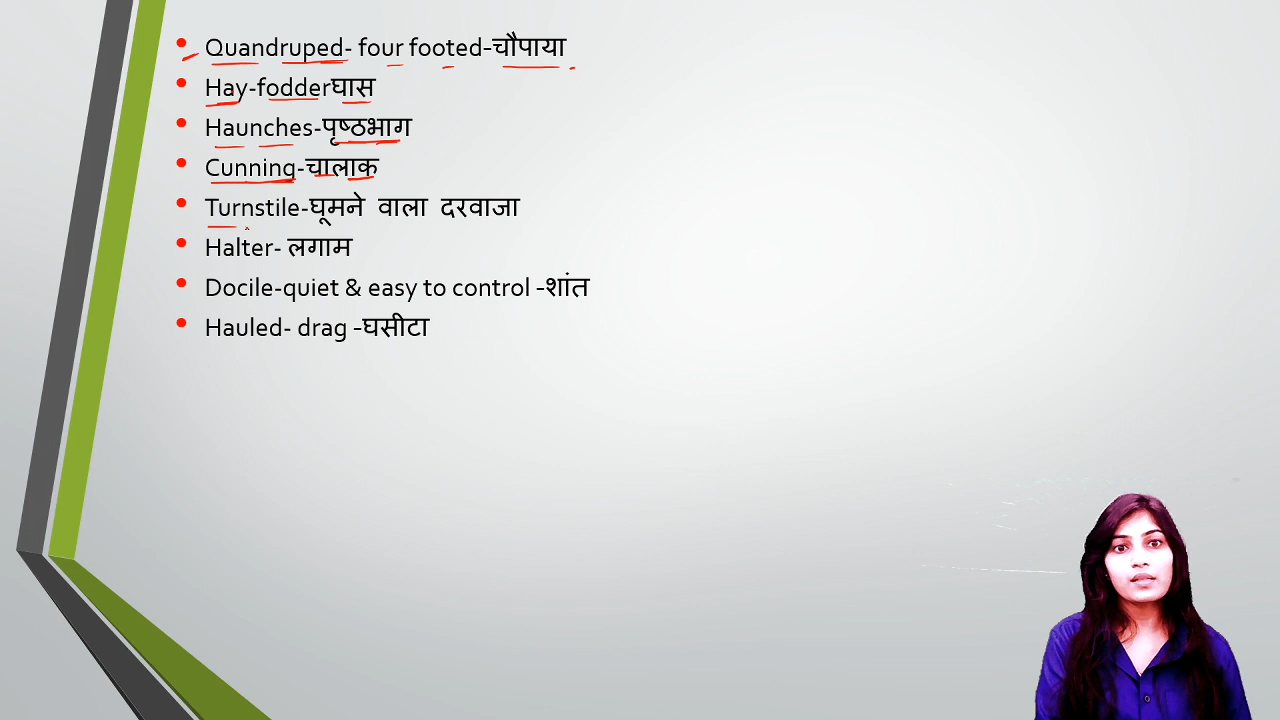 Quandruped- four footed-चौपाया
Hay-fodderघास
Haunches-पृष्ठभाग
Cunning-चालाक
Turnstile-घूमने वाला दरवाजा
Halter- लगाम
Docile-quiet & easy to control -शांत
Hauled- drag -घसीटा